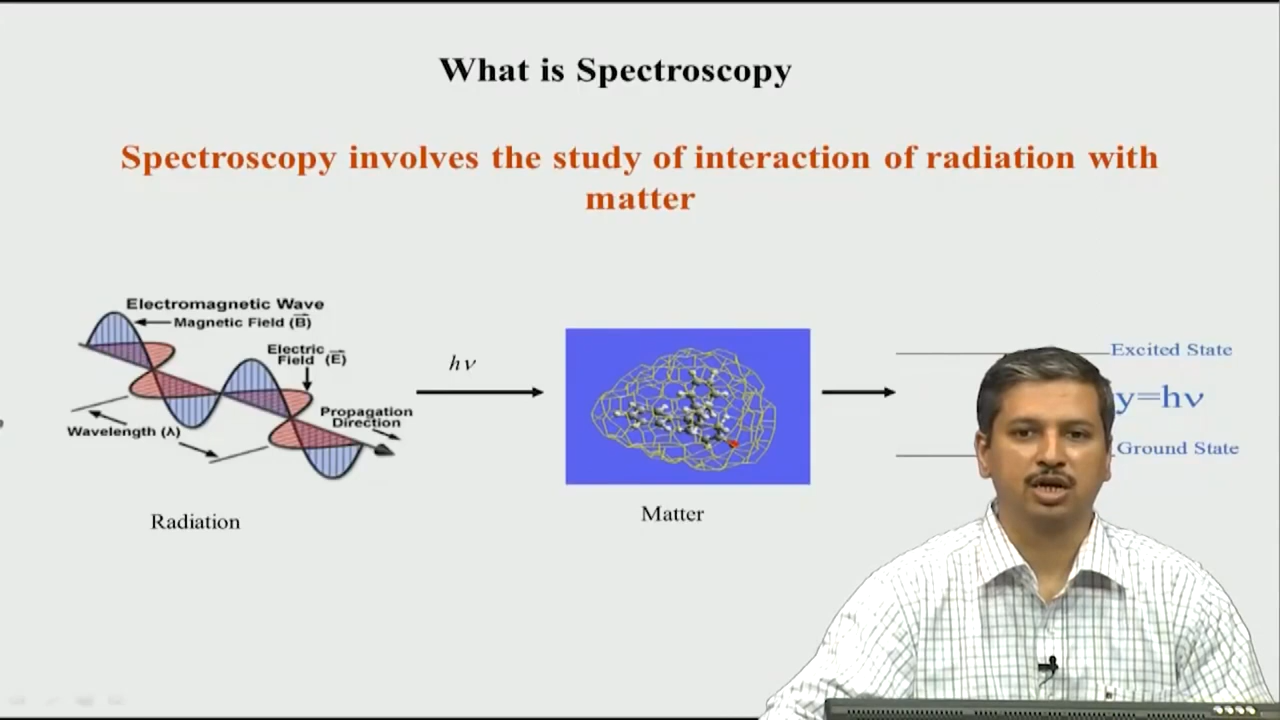 What is Spectroscopy
Spectroscopy involves the study of interaction of radiation with
matter
Electromagnetic Wave
Magnetic Field (B)
Electric
Field (E)
Propagation
Direction
Wavelength (λ)
Radiation
hν
Matter
Excited State
y=hν
Ground State